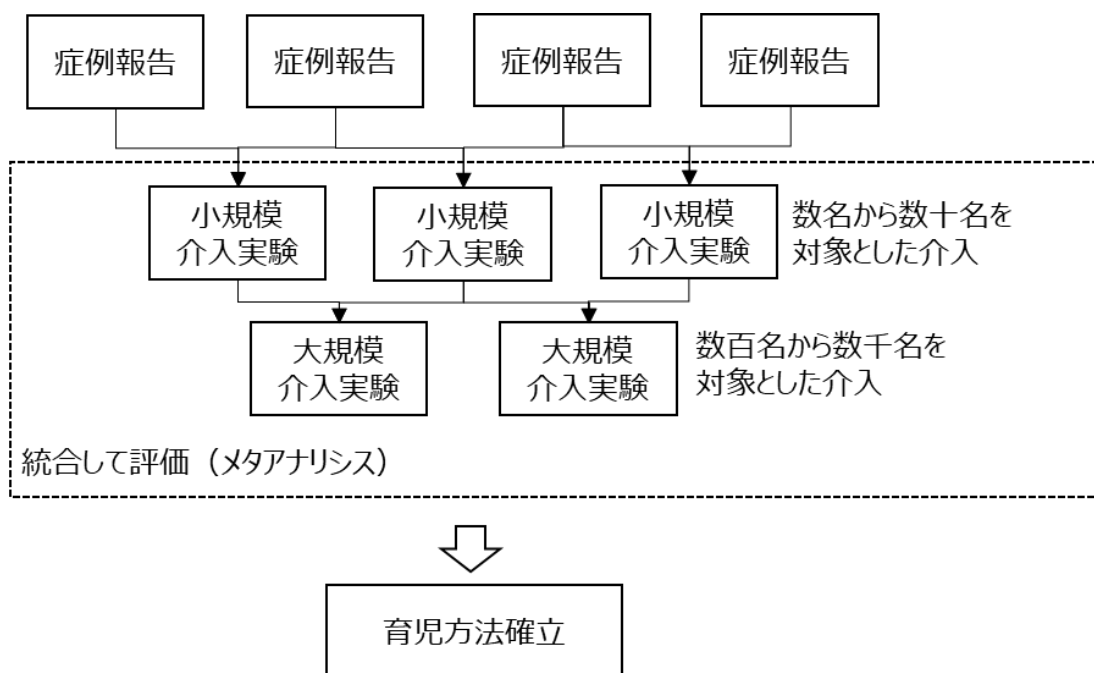 症例報告
症例報告
症例報告
症例報告
小規模
介入実験
小規模
介入実験
小規模
介入実験
数名から数十名を
対象とした介入
大規模
介入実験
大規模
介入実験
数百名から数千名を
対象とした介入
統合して評価（メタアナリシス）
育児方法確立